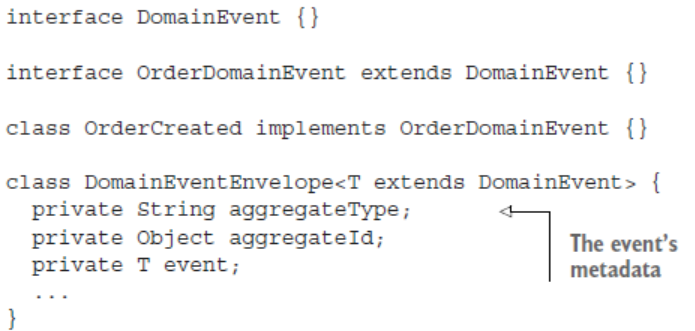 interface DomainEvent {}
interface OrderDomainEvent extends DomainEvent {}
class OrderCreated implements OrderDomainEvent {}
class DomainEventEnvelope<T extends DomainEvent> {
private String aggregateType;
private Object aggregateId;
private T event;
...
}
The event's
metadata